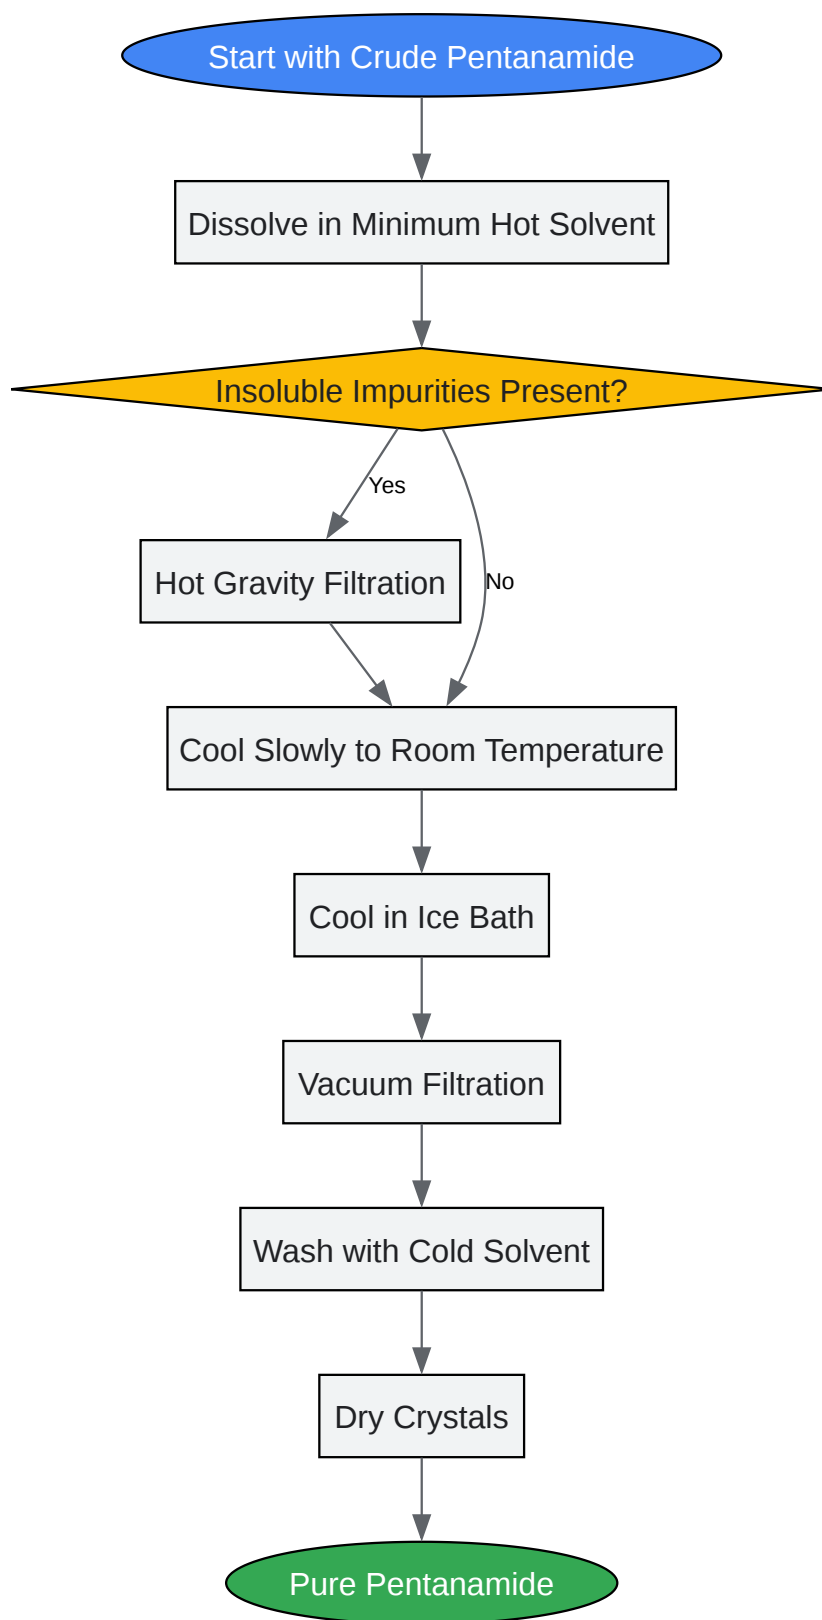 Start with Crude Pentanamide
Dissolve in Minimum Hot Solvent
Insoluble Impurities Present?
Yes
Hot Gravity Filtration
No
Cool Slowly to Room Temperature
Cool in Ice Bath
Vacuum Filtration
Wash with Cold Solvent
Dry Crystals
Pure Pentanamide